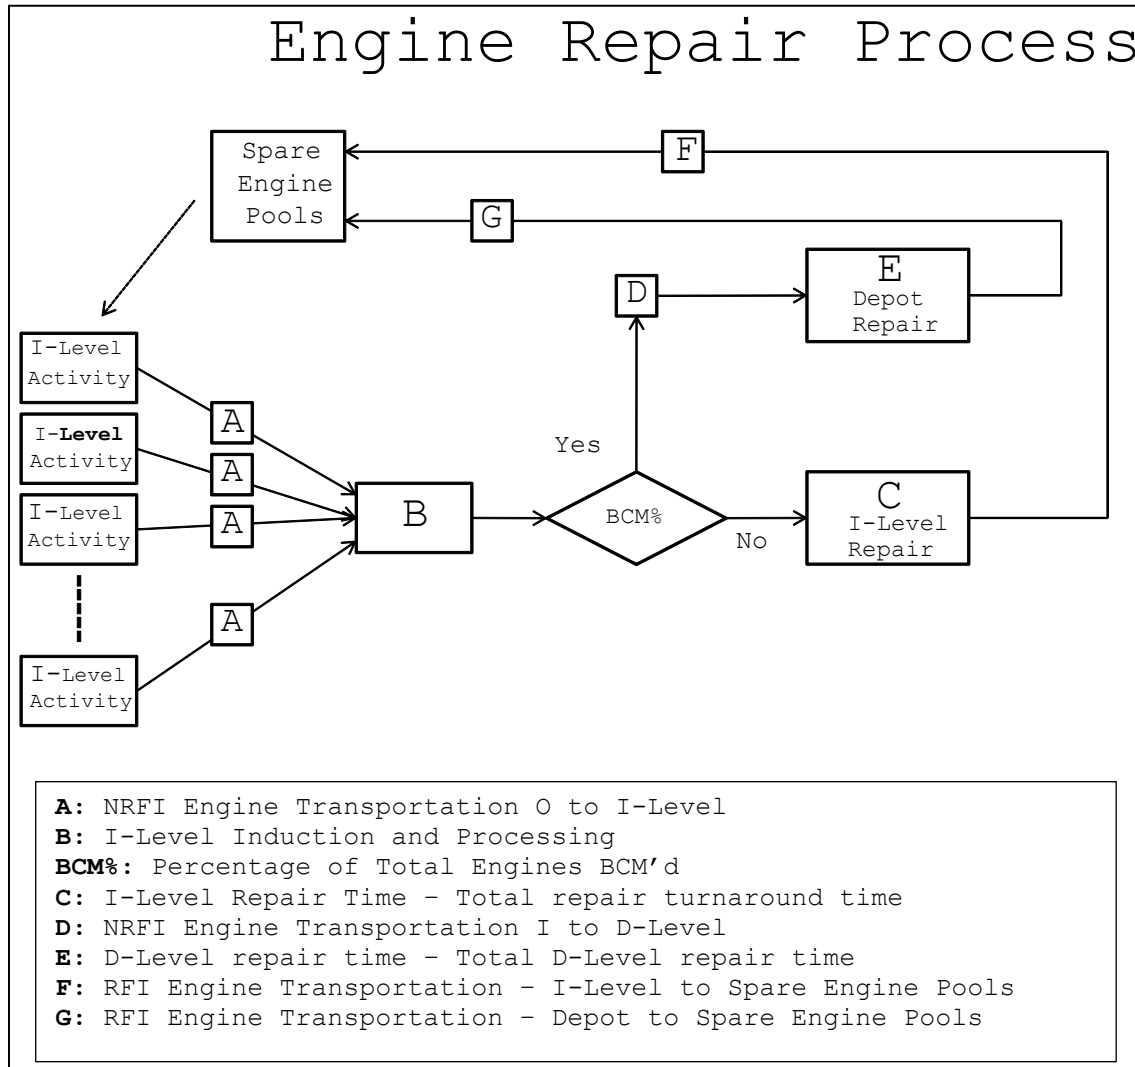 Engine Repair Process
Spare
Engine
Pools
F
G
D
E
Depot
Repair
I-Level
Activity
A
I-Level
Activity
A
I-Level
Activity
A
B
Yes
BCM%
No
C
I-Level
Repair
A
I-Level
Activity
A: NRFI Engine Transportation O to I-Level
B: I-Level Induction and Processing
BCM%: Percentage of Total Engines BCM’d
C: I-Level Repair Time – Total repair turnaround time
D: NRFI Engine Transportation I to D-Level
E: D-Level repair time – Total D-Level repair time
F: RFI Engine Transportation – I-Level to Spare Engine Pools
G: RFI Engine Transportation – Depot to Spare Engine Pools